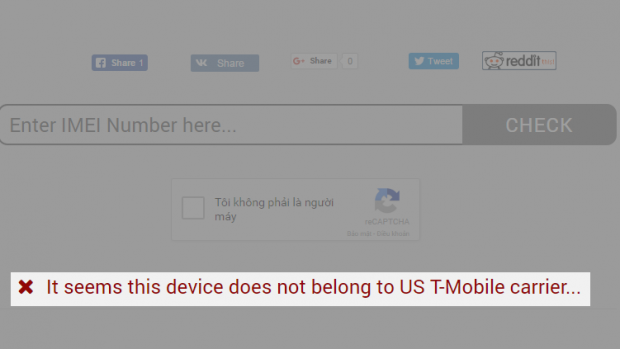 Share 1
Share
G+ Share 0
Tweet
reddit
Enter IMEI Number here...
CHECK
Tôi không phải là người
máy
reCAPTCHA
Bảo mật - Điều khoản
It seems this device does not belong to US T-Mobile carrier...